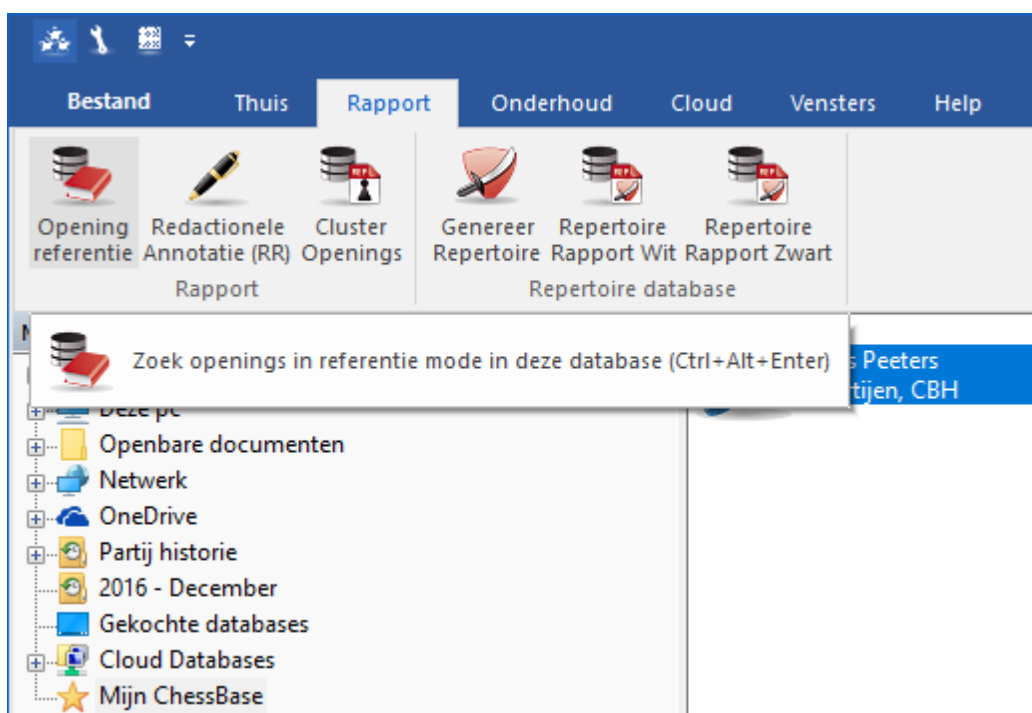 Bestand Thuis Rapport Onderhoud Cloud Vensters Help
Opening Redactionele Cluster Genereer Repertoire Repertoire
referentie Annotatie (RR) Openings Repertoire Rapport Wit Rapport Zwart
Rapport Repertoire database
Zoek openings in referentie mode in deze database (Ctrl+Alt+Enter)
Peeters
tijen, CBH
Deze pc
Openbare documenten
Netwerk
OneDrive
Partij historie
2016 - December
Gekochte databases
Cloud Databases
Mijn ChessBase